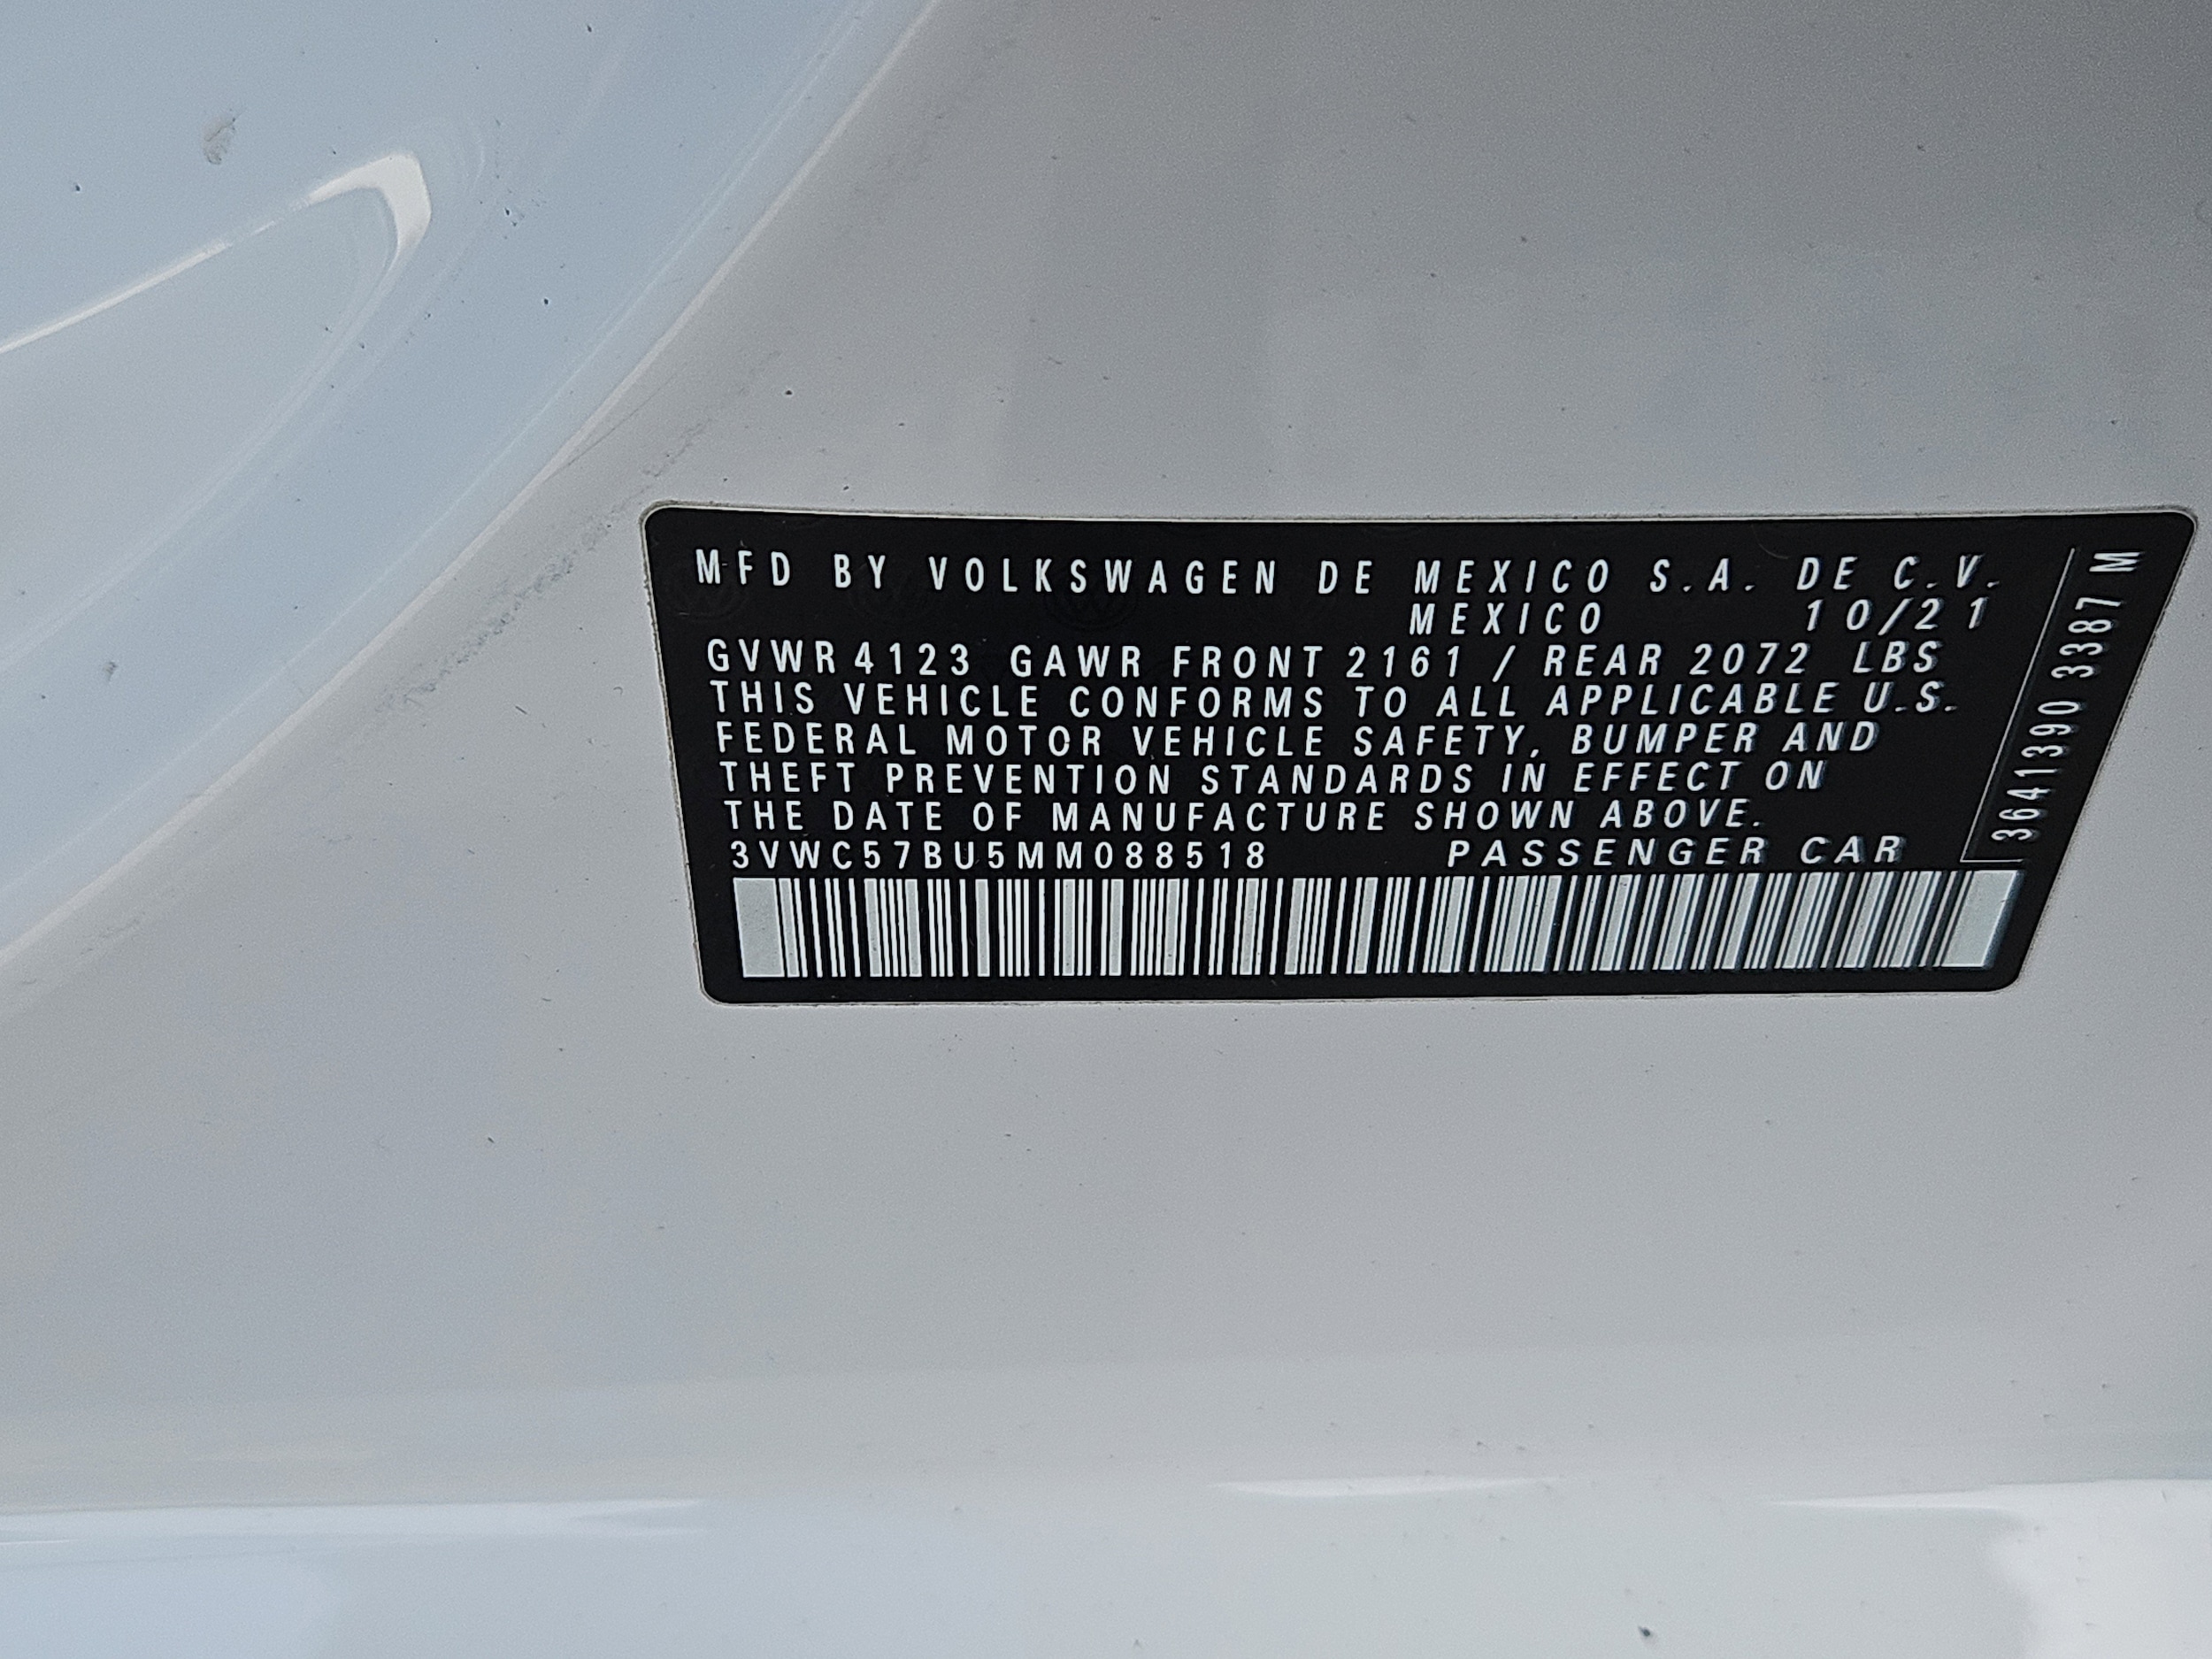 MFD BY VOLKSWAGEN DE MEXICO S.A. DE C.V.
MEXICO 10/21
GVWR 4123 GAWR FRONT 2161 / REAR 2072 LBS
THIS VEHICLE CONFORMS TO ALL APPLICABLE U.S.
FEDERAL MOTOR VEHICLE SAFETY, BUMPER AND
THEFT PREVENTION STANDARDS IN EFFECT ON
THE DATE OF MANUFACTURE SHOWN ABOVE.
3VWC57BU5MM088518 PASSENGER CAR
3641390 3387 M